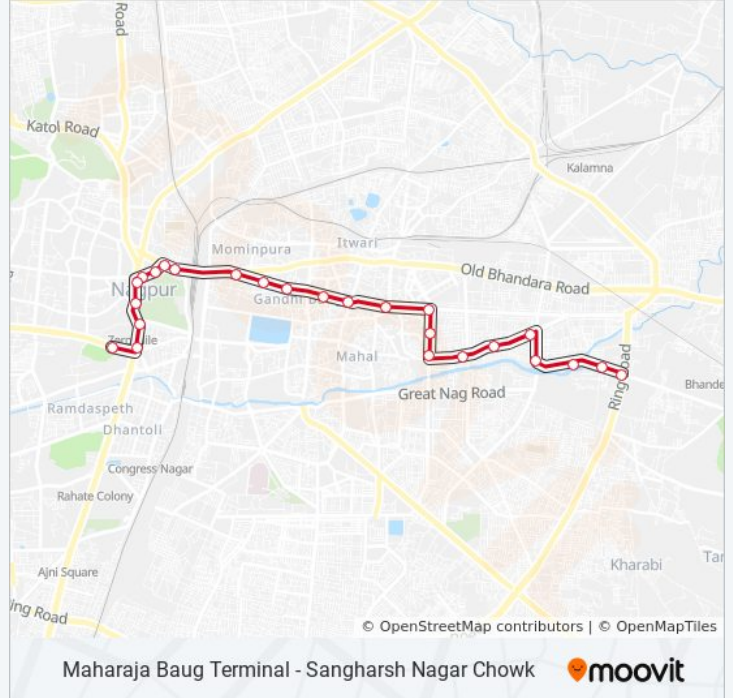 Road
Katol Road
Kalamna
Mominpura
Itwari
Old Bhandara Road
Nagpur
Gandhi B
Mahal
Great Nag Road
Ring Road
Bhande
Ramdaspeth
Dhantoli
Congress Nagar
Rahate Colony
Ajni Square
Kharabi
Tar
ing Road
© OpenStreetMap contributors | © OpenMapTiles
Maharaja Baug Terminal - Sangharsh Nagar Chowk
moovit